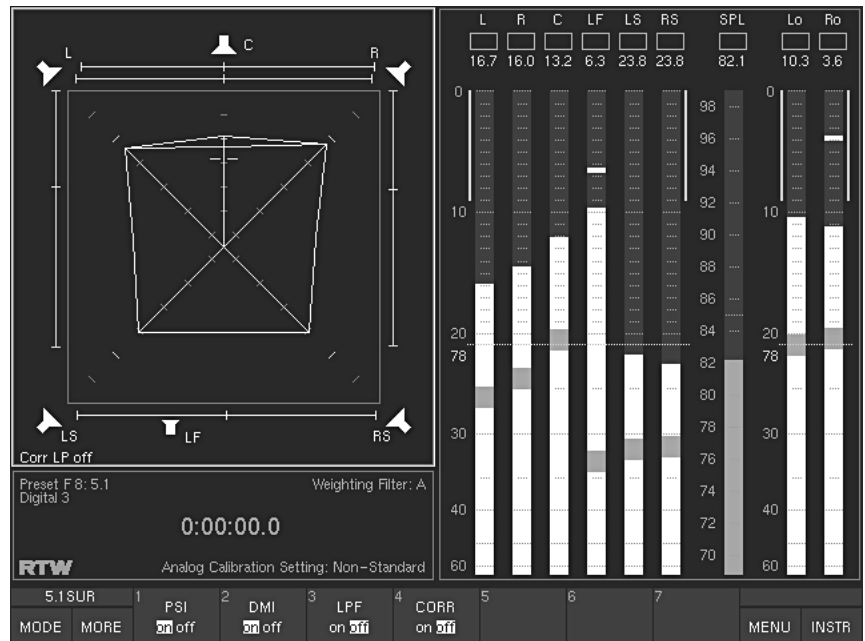 L R C LF LS RS SPL Lo Ro
16.7 16.0 13.2 6.3 23.8 23.8 82.1 10.3 3.6
L C R
LS LF RS
Corr LP off
0 10 20 78 30 40 50 60
98 96 94 92 90 88 86 84 82 80 78 76 74 72 70
0 10 20 78 30 40 60
Preset F 8: 5.1 Weighting Filter: A
Digital 3
0:00:00.0
RTW Analog Calibration Setting: Non-Standard
5.1SUR 1 PSI 2 DMI 3 LPF 4 CORR 5 6 7
MODE MORE on off on off on off on off MENU INSTR